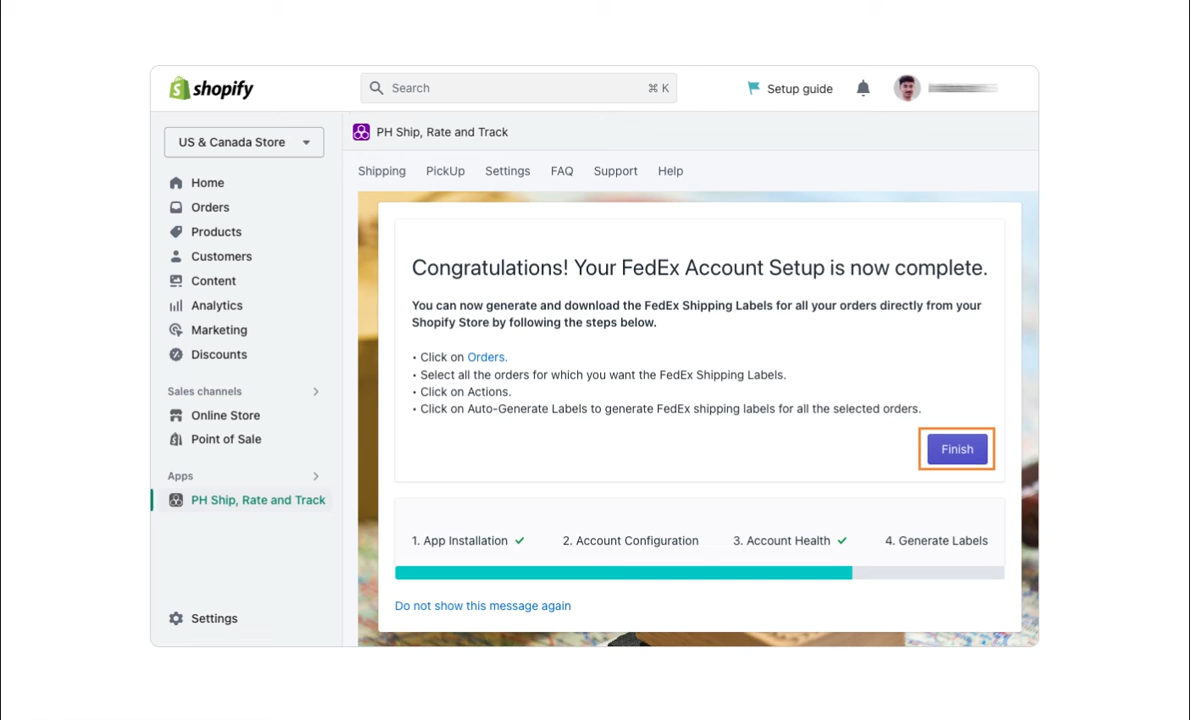 shopify
Search
⌘ K
Setup guide
US & Canada Store
PH Ship, Rate and Track
Shipping
PickUp
Settings
FAQ
Support
Help
Home
Orders
Products
Customers
Content
Analytics
Marketing
Discounts
Sales channels
Online Store
Point of Sale
Apps
PH Ship, Rate and Track
Settings
Congratulations! Your FedEx Account Setup is now complete.
You can now generate and download the FedEx Shipping Labels for all your orders directly from your
Shopify Store by following the steps below.
• Click on Orders.
• Select all the orders for which you want the FedEx Shipping Labels.
• Click on Actions.
• Click on Auto-Generate Labels to generate FedEx shipping labels for all the selected orders.
Finish
1. App Installation ✓
2. Account Configuration
3. Account Health ✓
4. Generate Labels
Do not show this message again